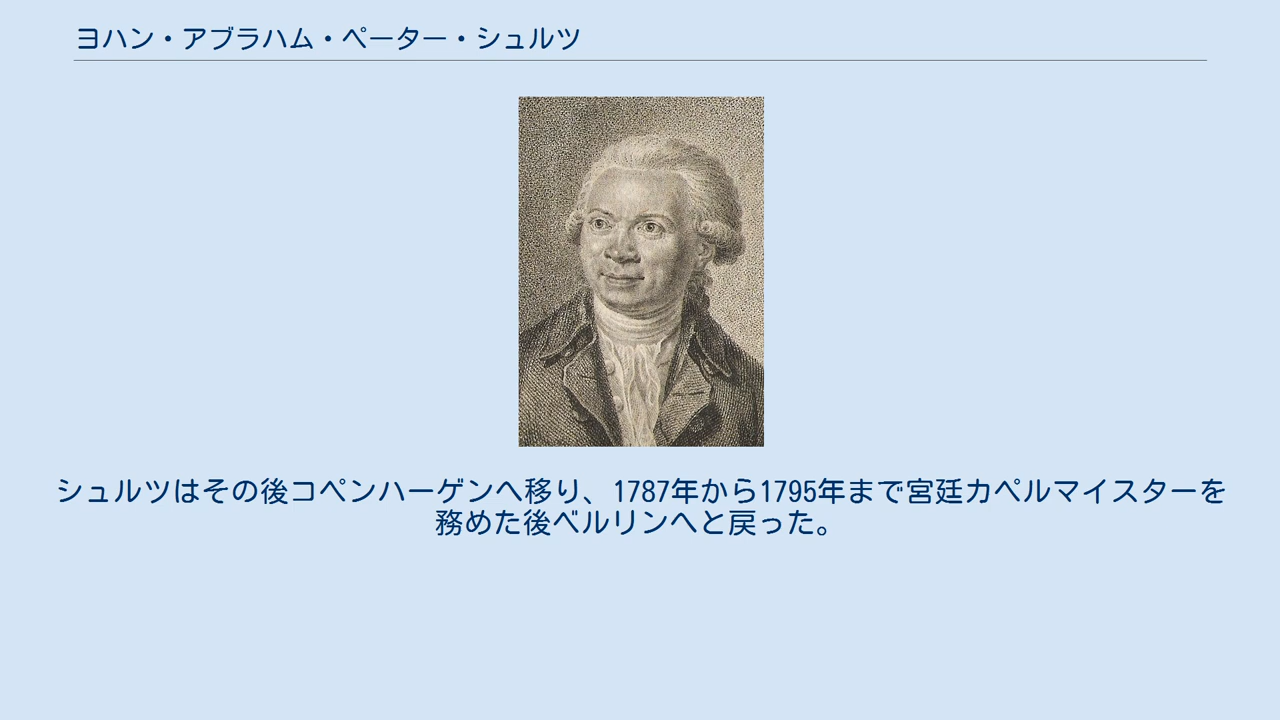 ヨハン・アブラハム・ペーター・シュルツ
シュルツはその後コペンハーゲンへ移り、1787年から1795年まで宮廷カペルマイスターを
務めた後ベルリンへと戻った。